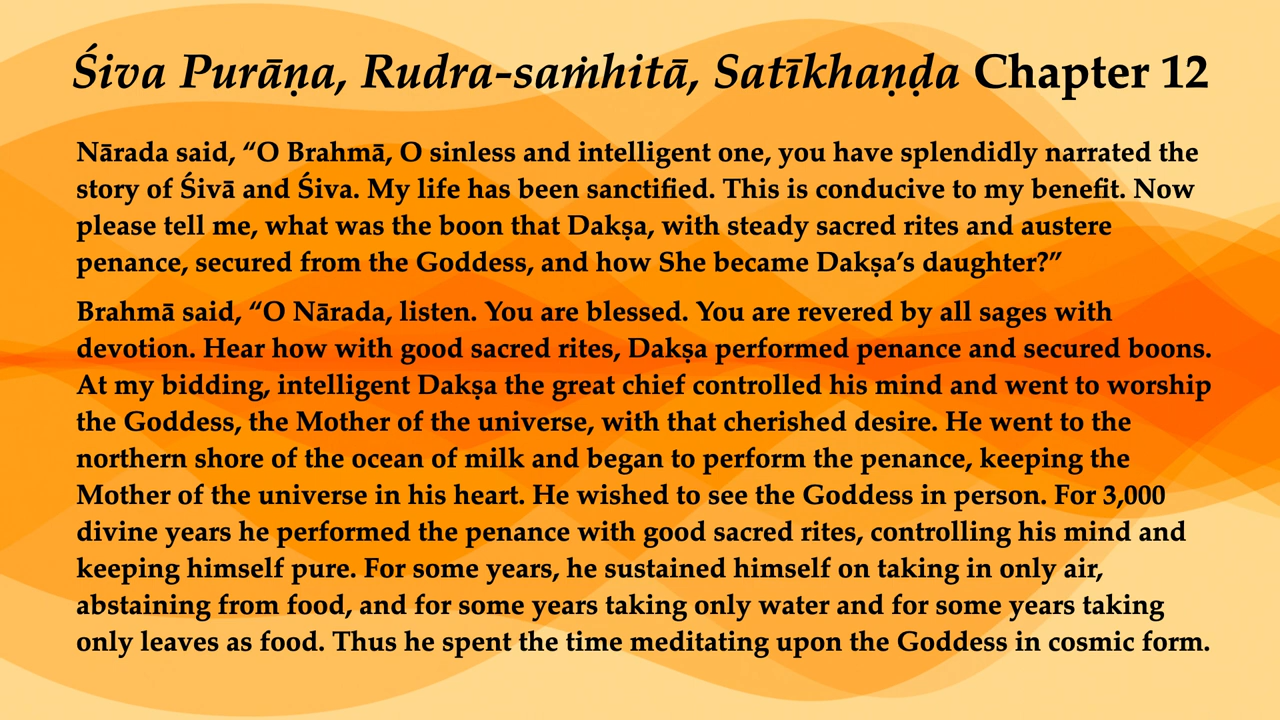 Śiva Purāṇa, Rudra-saṁhitā, Satīkhaṇḍa Chapter 12
Nārada said, “O Brahmā, O sinless and intelligent one, you have splendidly narrated the
story of Śivā and Śiva. My life has been sanctified. This is conducive to my benefit. Now
please tell me, what was the boon that Dakṣa, with steady sacred rites and austere
penance, secured from the Goddess, and how She became Dakṣa’s daughter?”
Brahmā said, “O Nārada, listen. You are blessed. You are revered by all sages with
devotion. Hear how with good sacred rites, Dakṣa performed penance and secured boons.
At my bidding, intelligent Dakṣa the great chief controlled his mind and went to worship
the Goddess, the Mother of the universe, with that cherished desire. He went to the
northern shore of the ocean of milk and began to perform the penance, keeping the
Mother of the universe in his heart. He wished to see the Goddess in person. For 3,000
divine years he performed the penance with good sacred rites, controlling his mind and
keeping himself pure. For some years, he sustained himself on taking in only air,
abstaining from food, and for some years taking only water and for some years taking
only leaves as food. Thus he spent the time meditating upon the Goddess in cosmic form.